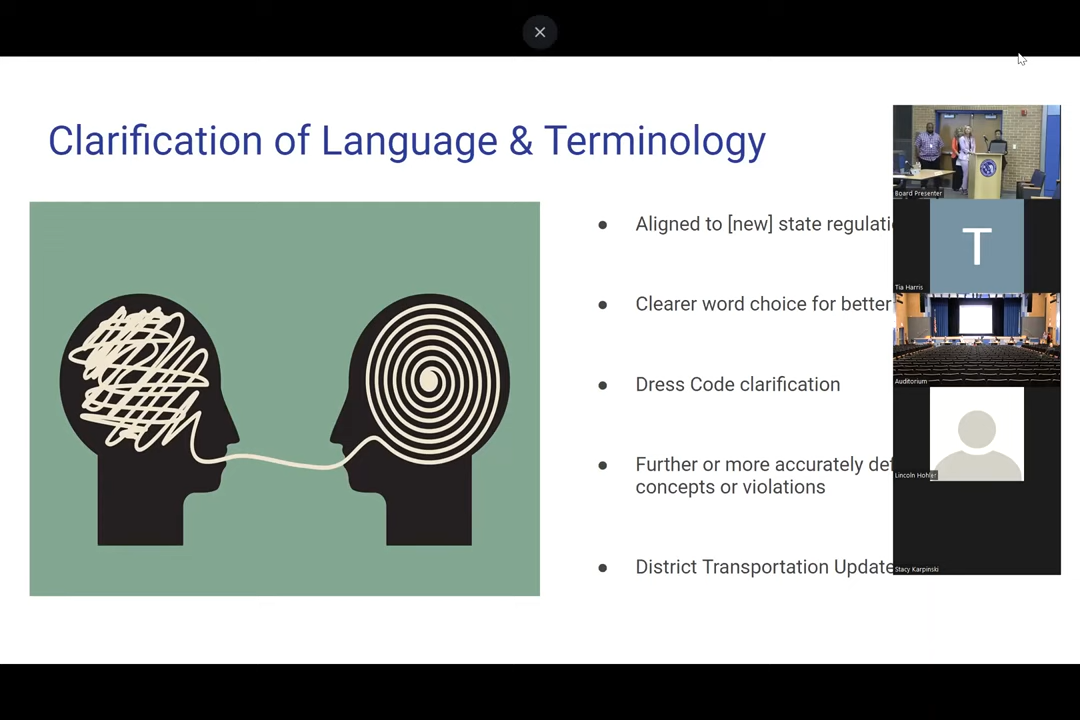 Clarification of Language & Terminology
Aligned to [new] state regulati
Clearer word choice for better
Dress Code clarification
Further or more accurately def
concepts or violations
District Transportation Update
Board Presenter
T
Tia Harris
Auditorium
Lincoln Hohler
Stacy Karpinski